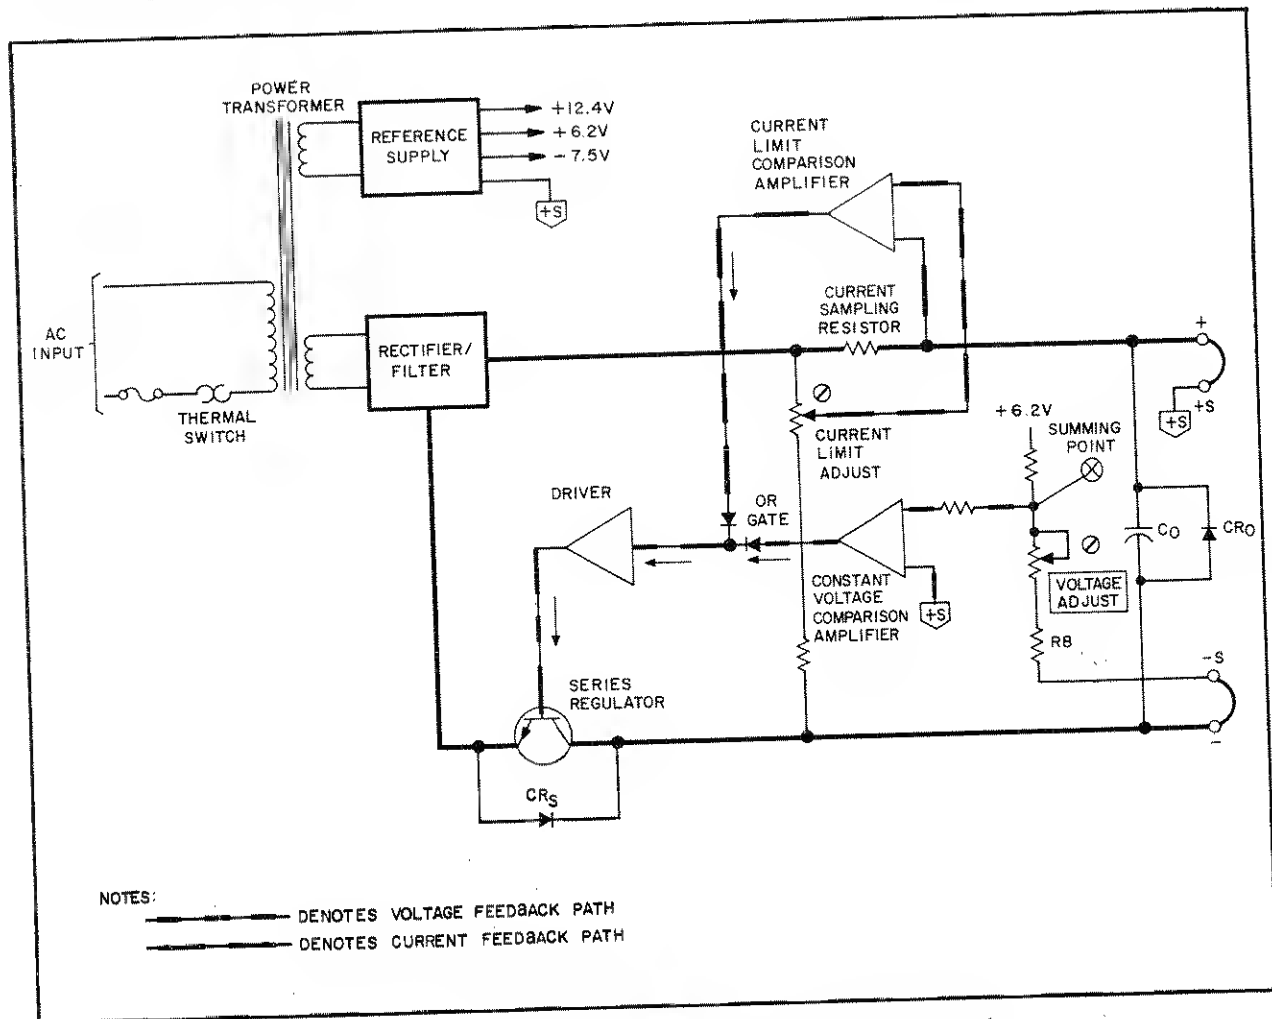 POWER
TRANSFORMER
REFERENCE
SUPPLY
+12.4V
+6.2V
-7.5V
+S
CURRENT
LIMIT
COMPARISON
AMPLIFIER
AC
INPUT
THERMAL
SWITCH
RECTIFIER/
FILTER
CURRENT
SAMPLING
RESISTOR
+
+S
+S
CURRENT
LIMIT
ADJUST
+6.2V
SUMMING
POINT
DRIVER
OR
GATE
CONSTANT
VOLTAGE
COMPARISON
AMPLIFIER
+S
VOLTAGE
ADJUST
CO
CRO
R8
-S
-
SERIES
REGULATOR
CRS
NOTES:
DENOTES VOLTAGE FEEDBACK PATH
DENOTES CURRENT FEEDBACK PATH